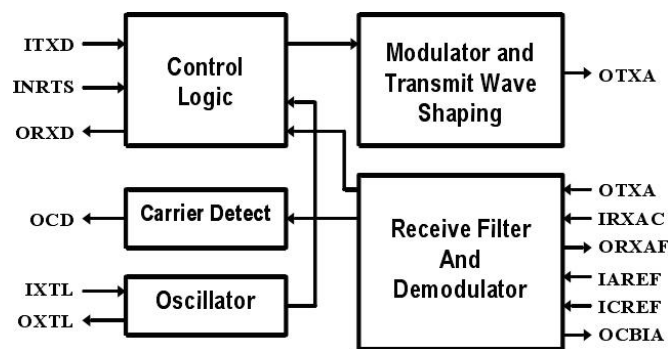 ITXD
INRTS
ORXD
Control
Logic
Modulator and
Transmit Wave
Shaping
OTXA
OCD
Carrier Detect
IXTL
OXTL
Oscillator
Receive Filter
And
Demodulator
OTXA
IRXAC
ORXAF
IAREF
ICREF
OCBIA